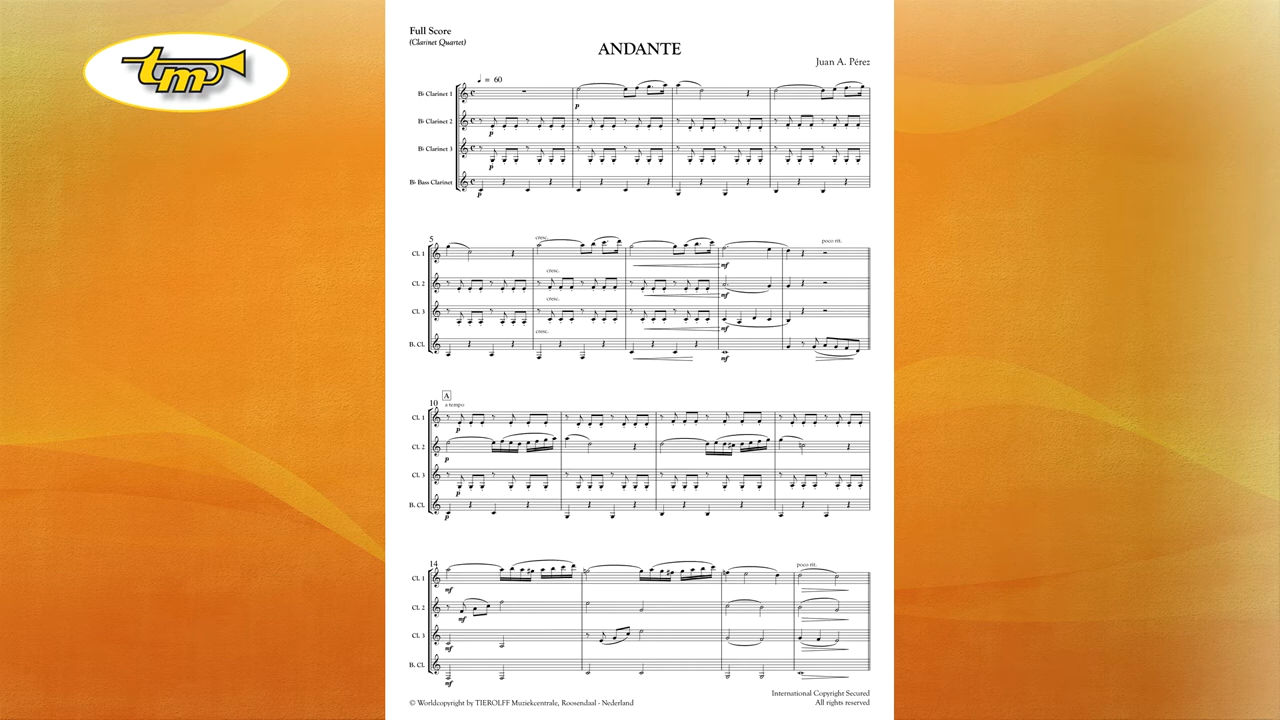 tm
Full Score
(Clarinet Quartet)
ANDANTE
Juan A. Pérez
♩ = 60
B♭ Clarinet 1
p
B♭ Clarinet 2
p
B♭ Clarinet 3
p
B♭ Bass Clarinet
p
5
cresc.
poco rit.
Cl. 1
mf
cresc.
Cl. 2
mf
cresc.
Cl. 3
mf
cresc.
B. Cl.
mf
A
10
a tempo
Cl. 1
p
Cl. 2
p
Cl. 3
p
B. Cl.
p
14
poco rit.
Cl. 1
mf
Cl. 2
mf
Cl. 3
mf
B. Cl.
mf
International Copyright Secured
© Worldcopyright by TIEROLFF Muziekcentrale, Roosendaal - Nederland
All rights reserved